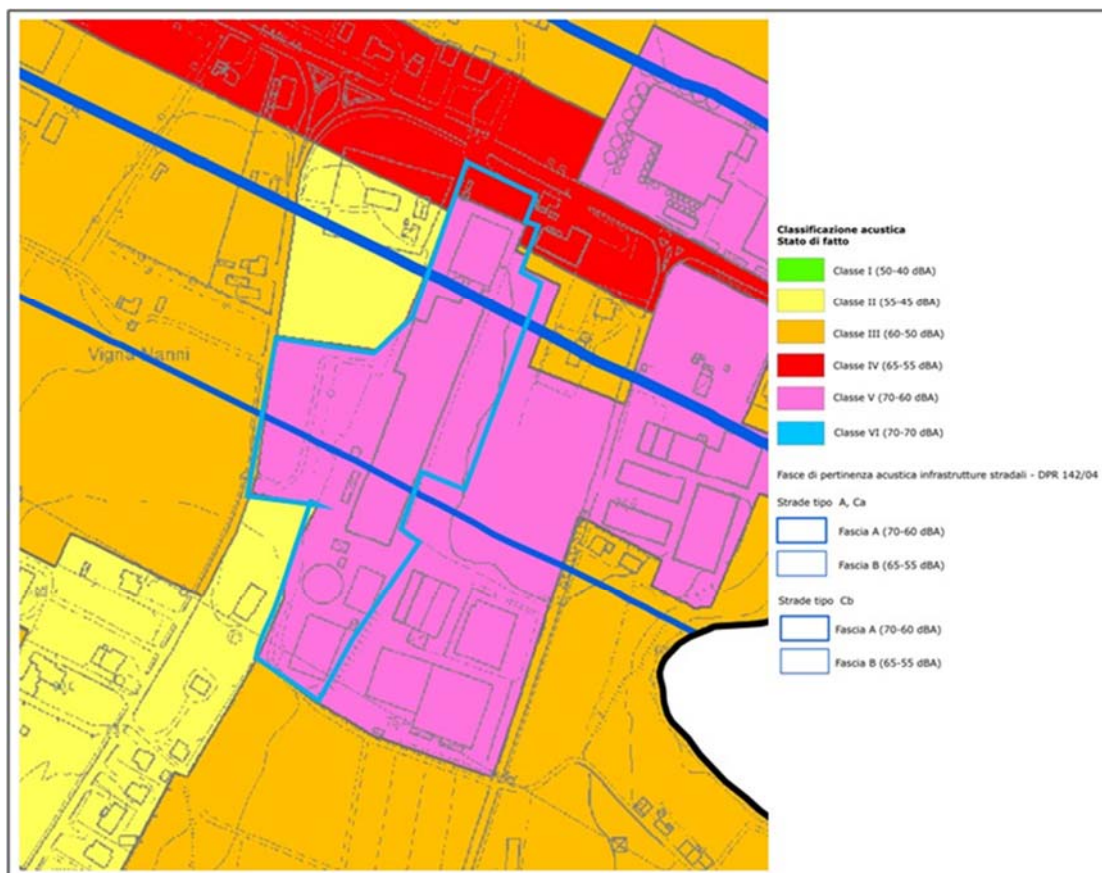 Vigna Nanni
Classificazione acustica
Stato di fatto
Classe I (50-40 dBA)
Classe II (55-45 dBA)
Classe III (60-50 dBA)
Classe IV (65-55 dBA)
Classe V (70-60 dBA)
Classe VI (70-70 dBA)
Fasce di pertinenza acustica infrastrutture stradali - DPR 142/04
Strade tipo A, Ca
Fascia A (70-60 dBA)
Fascia B (65-55 dBA)
Strade tipo Cb
Fascia A (70-60 dBA)
Fascia B (65-55 dBA)